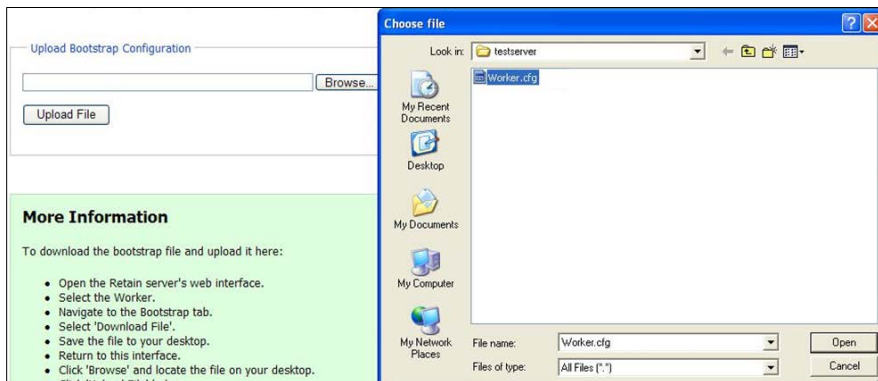 Upload Bootstrap Configuration
Browse...
Upload File
More Information
To download the bootstrap file and upload it here:
Open the Retain server's web interface.
Select the Worker.
Navigate to the Bootstrap tab.
Select 'Download File'.
Save the file to your desktop.
Return to this interface.
Click 'Browse' and locate the file on your desktop.
Choose file
Look in:
testserver
Worker.cfg
My Recent
Documents
Desktop
My Documents
My Computer
My Network
Places
File name:
Worker.cfg
Open
Files of type:
All Files (*.*)
Cancel